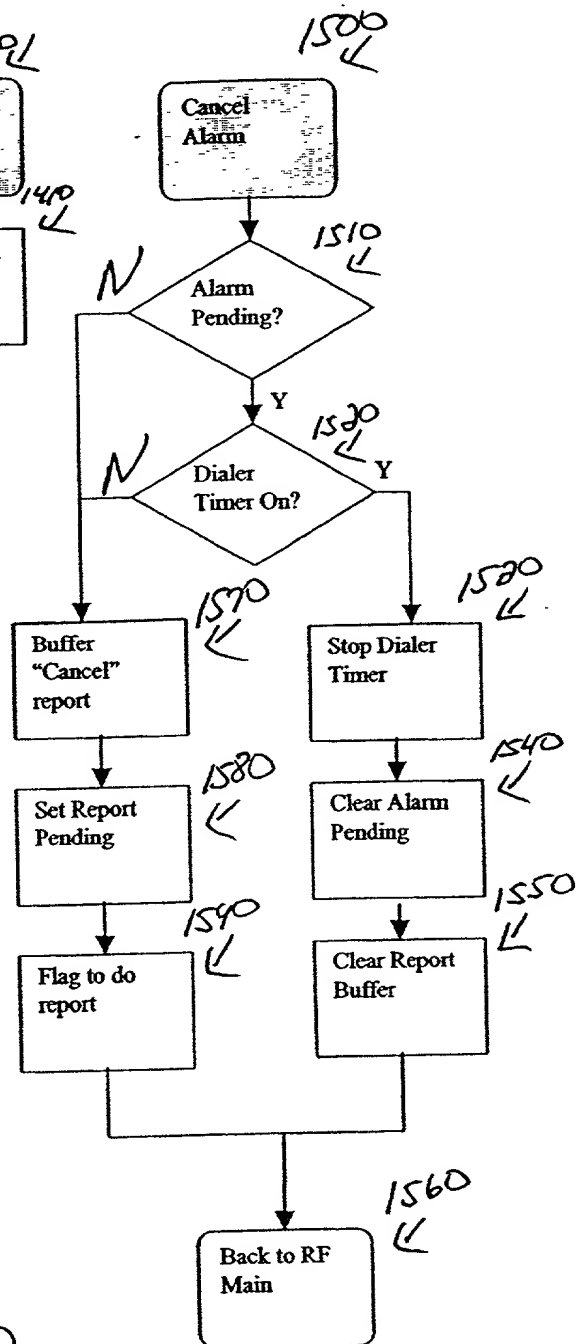 1500
Cancel
Alarm
1410
1510
N
Alarm
Pending?
Y
1520
N
Dialer
Timer On?
Y
1570
1520
Buffer
"Cancel"
report
Stop Dialer
Timer
1580
1540
Set Report
Pending
Clear Alarm
Pending
1590
1550
Flag to do
report
Clear Report
Buffer
1560
Back to RF
Main